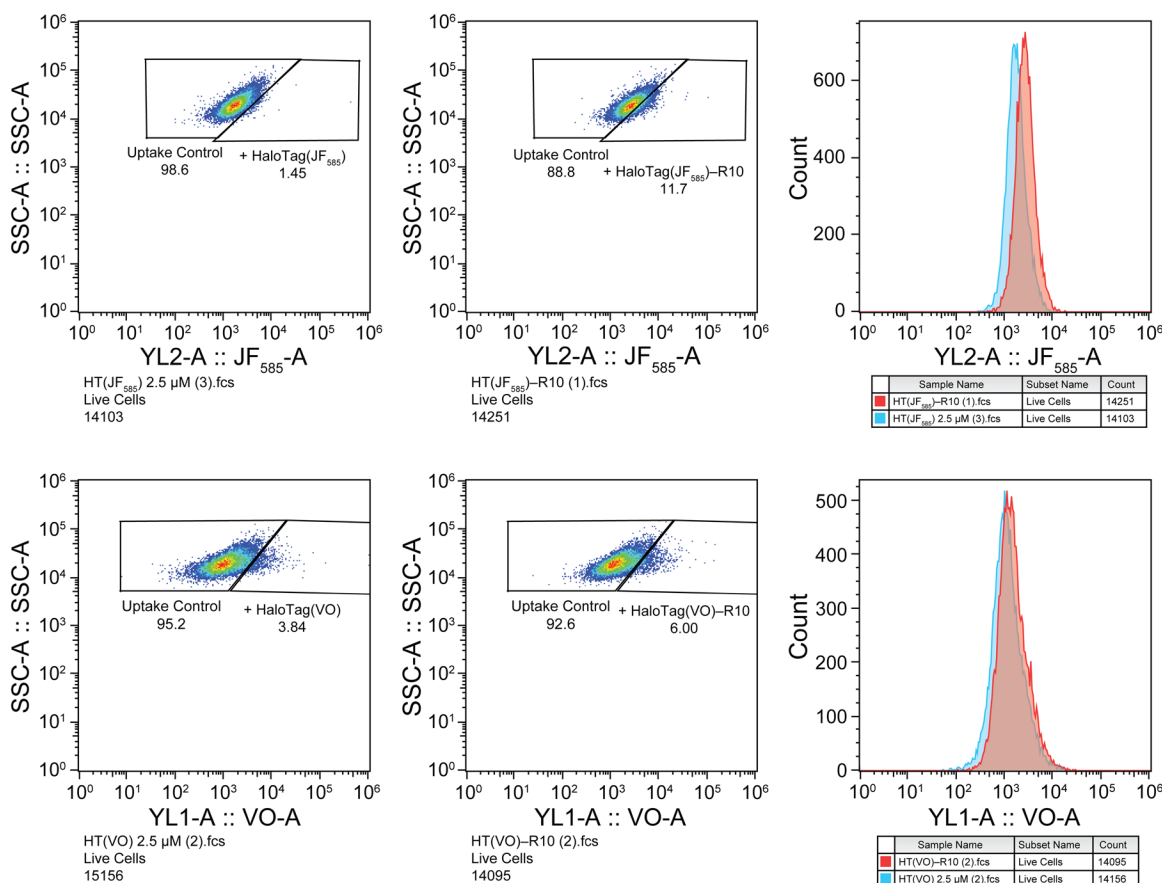 10⁶
10⁵
10⁴
10³
10²
10¹
10⁰
SSC-A :: SSC-A
Uptake Control
98.6
+ HaloTag(JF₅₈₅)
1.45
10⁰ 10¹ 10² 10³ 10⁴ 10⁵ 10⁶
YL2-A :: JF₅₈₅-A
HT(JF₅₈₅) 2.5 µM (3).fcs
Live Cells
14103
10⁶
10⁵
10⁴
10³
10²
10¹
10⁰
SSC-A :: SSC-A
Uptake Control
88.8
+ HaloTag(JF₅₈₅)–R10
11.7
10⁰ 10¹ 10² 10³ 10⁴ 10⁵ 10⁶
YL2-A :: JF₅₈₅-A
HT(JF₅₈₅)–R10 (1).fcs
Live Cells
14251
600
400
200
0
Count
10⁰ 10¹ 10² 10³ 10⁴ 10⁵ 10⁶
YL2-A :: JF₅₈₅-A
Sample Name Subset Name Count
HT(JF₅₈₅)–R10 (1).fcs Live Cells 14251
HT(JF₅₈₅) 2.5 µM (3).fcs Live Cells 14103
10⁶
10⁵
10⁴
10³
10²
10¹
10⁰
SSC-A :: SSC-A
Uptake Control
95.2
+ HaloTag(VO)
3.84
10⁰ 10¹ 10² 10³ 10⁴ 10⁵ 10⁶
YL1-A :: VO-A
HT(VO) 2.5 µM (2).fcs
Live Cells
15156
10⁶
10⁵
10⁴
10³
10²
10¹
10⁰
SSC-A :: SSC-A
Uptake Control
92.6
+ HaloTag(VO)–R10
6.00
10⁰ 10¹ 10² 10³ 10⁴ 10⁵ 10⁶
YL1-A :: VO-A
HT(VO)–R10 (2).fcs
Live Cells
14095
500
400
300
200
100
0
Count
10⁰ 10¹ 10² 10³ 10⁴ 10⁵ 10⁶
YL1-A :: VO-A
Sample Name Subset Name Count
HT(VO)–R10 (2).fcs Live Cells 14095
HT(VO) 2.5 µM (2).fcs Live Cells 14156